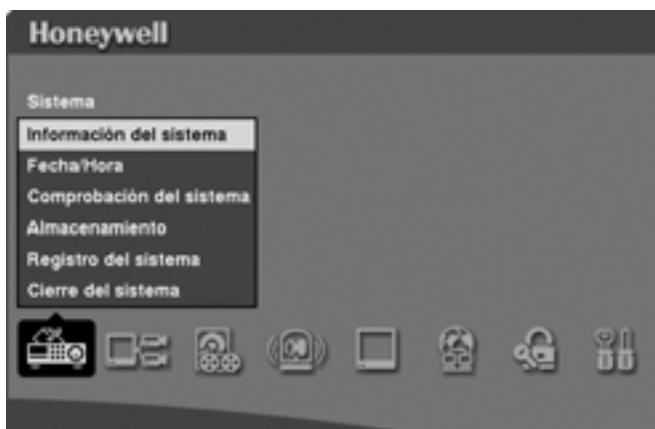 Honeywell
Sistema
Información del sistema
Fecha/Hora
Comprobación del sistema
Almacenamiento
Registro del sistema
Cierre del sistema